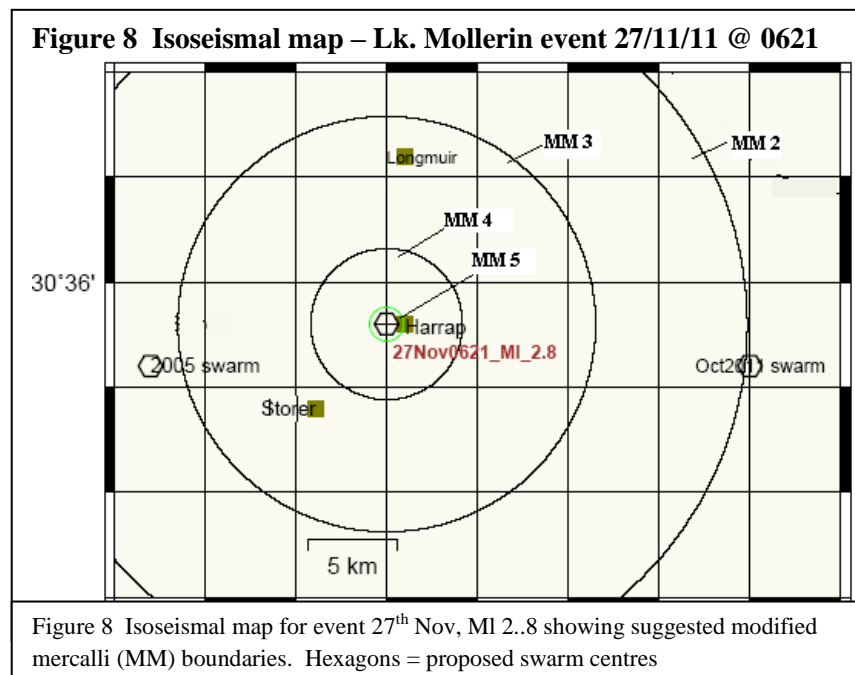 Figure 8 Isoseismal map – Lk. Mollerin event 27/11/11 @ 0621
MM 3
MM 2
Longmuir
MM 4
MM 5
30°36'
Harrap
27Nov0621_Ml_2.8
2005 swarm
Oct2011 swarm
Storer
5 km
Figure 8 Isoseismal map for event 27th Nov, Ml 2..8 showing suggested modified
mercalli (MM) boundaries. Hexagons = proposed swarm centres